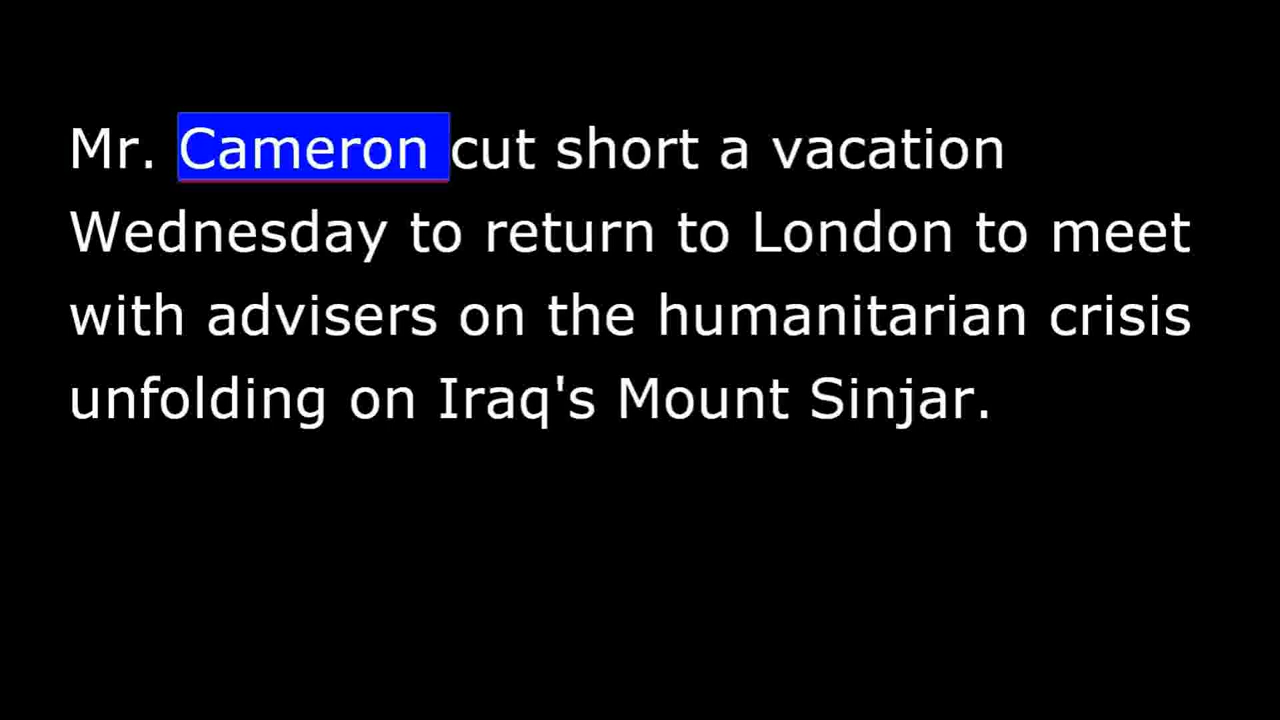 Mr. Cameron cut short a vacation
Wednesday to return to London to meet
with advisers on the humanitarian crisis
unfolding on Iraq's Mount Sinjar.